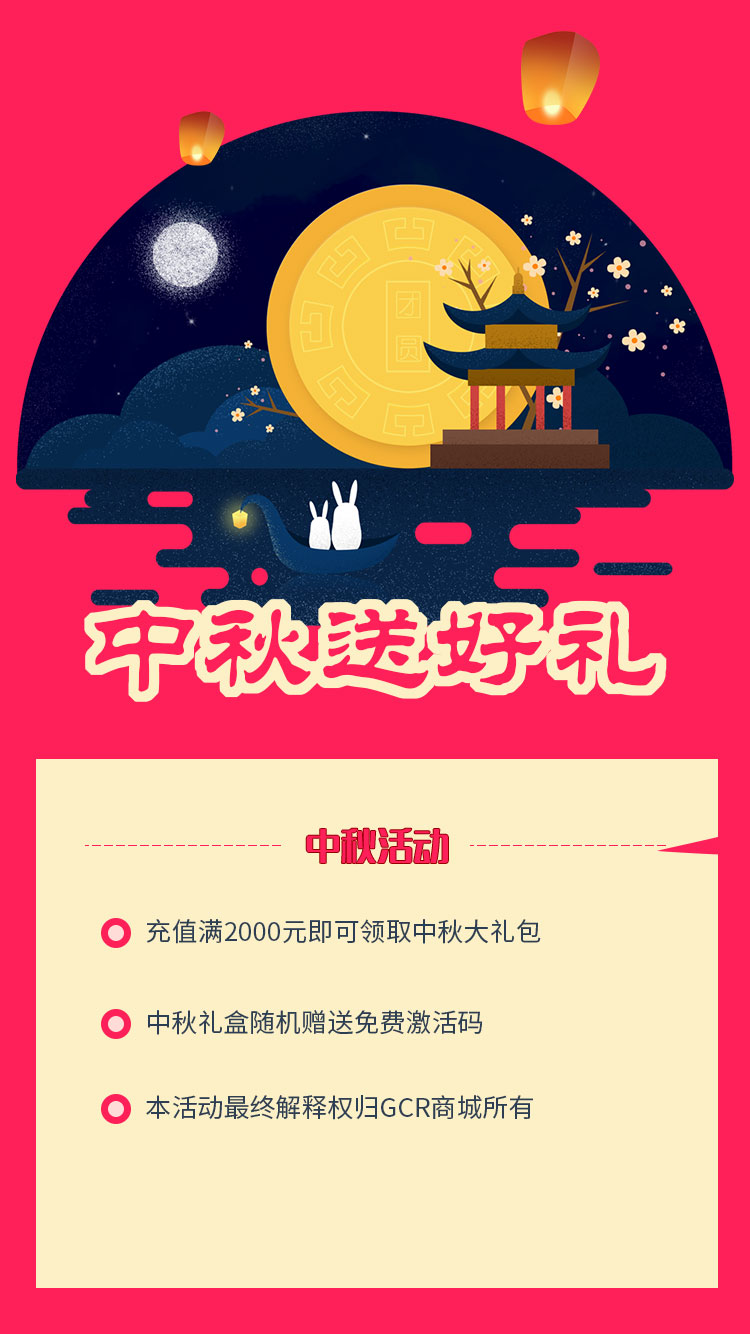 团
圆
中秋送好礼
中秋活动
充值满2000元即可领取中秋大礼包
中秋礼盒随机赠送免费激活码
本活动最终解释权归GCR商城所有